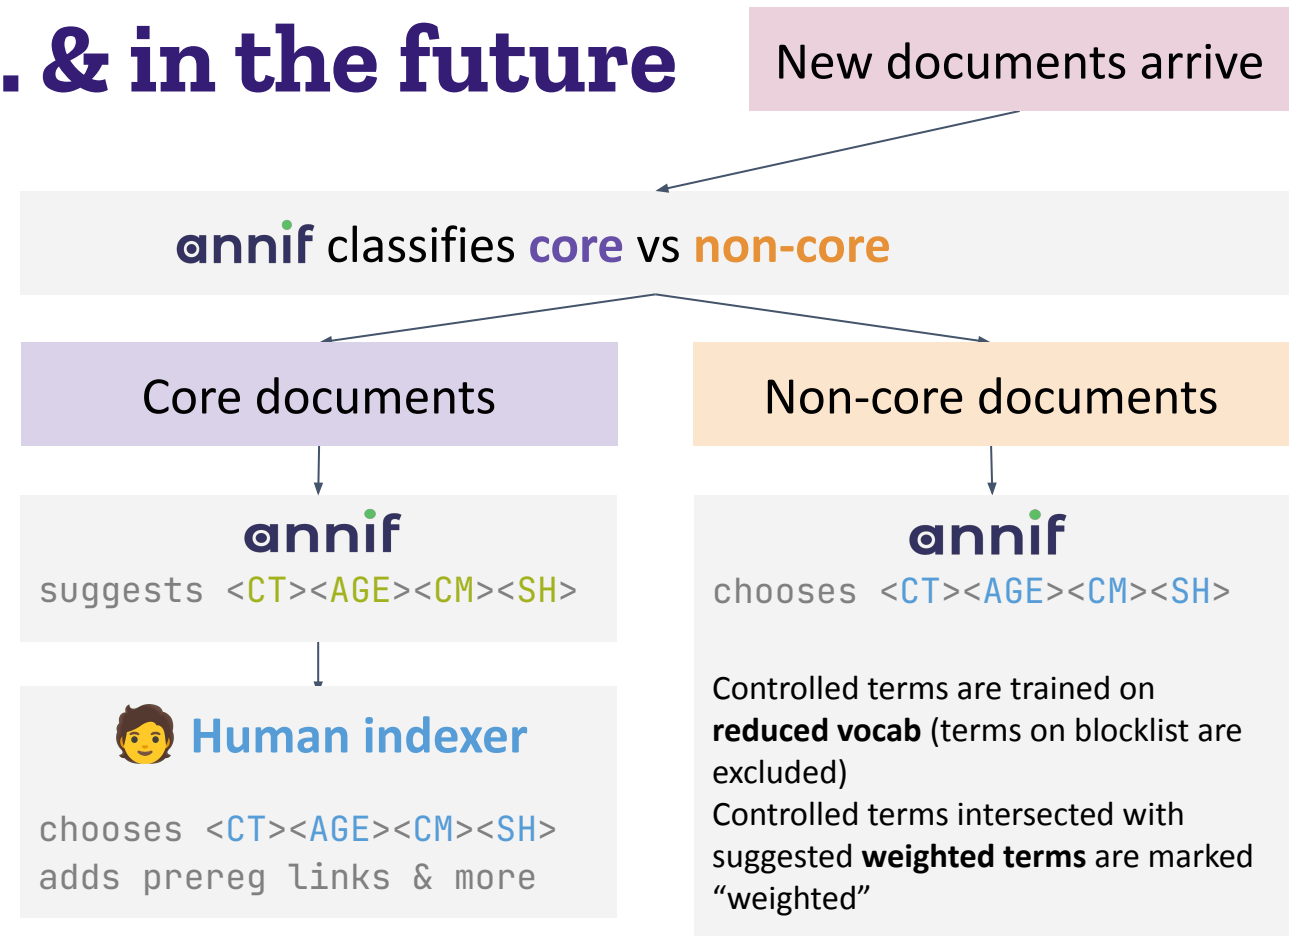 . & in the future
New documents arrive
annif classifies core vs non-core
Core documents
Non-core documents
annif
suggests <CT><AGE><CM><SH>
Human indexer
chooses <CT><AGE><CM><SH>
adds prereg links & more
annif
chooses <CT><AGE><CM><SH>
Controlled terms are trained on
reduced vocab (terms on blocklist are
excluded)
Controlled terms intersected with
suggested weighted terms are marked
“weighted”